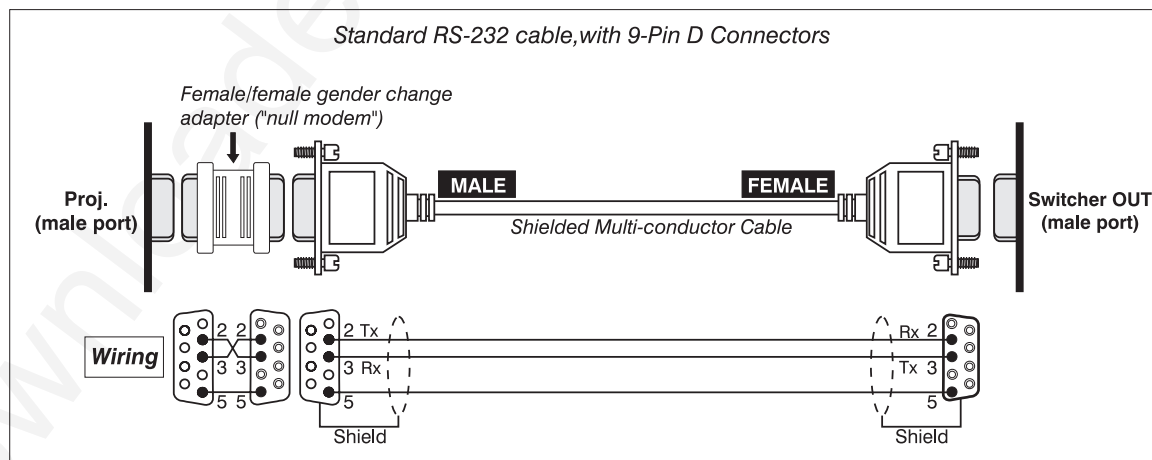 Standard RS-232 cable,with 9-Pin D Connectors
Female/female gender change
adapter ("null modem")
MALE
FEMALE
Proj.
(male port)
Shielded Multi-conductor Cable
Switcher OUT
(male port)
Wiring
2 2
3 3
5 5
2 Tx
3 Rx
5
Rx 2
Tx 3
5
Shield
Shield
wnloade